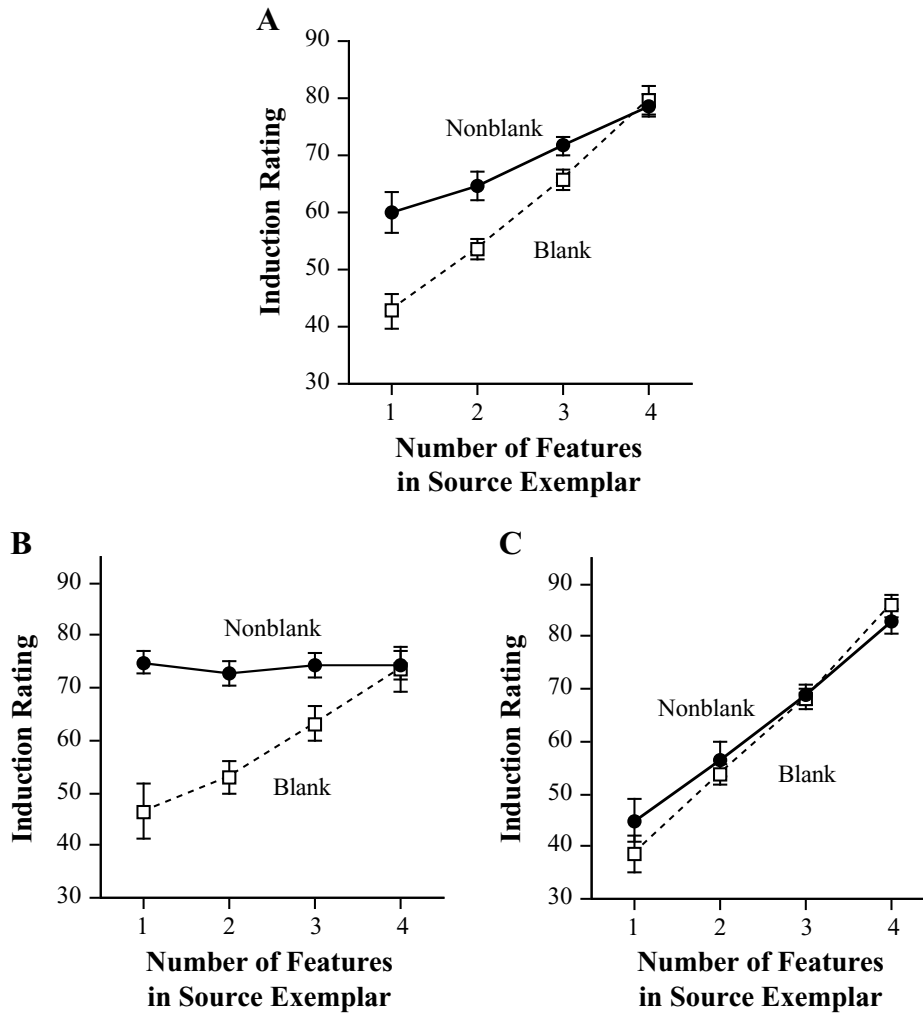 A
90
80
70
60
50
40
30
Induction Rating
Nonblank
Blank
1 2 3 4
Number of Features
in Source Exemplar
B
90
80
70
60
50
40
30
Induction Rating
Nonblank
Blank
1 2 3 4
Number of Features
in Source Exemplar
C
90
80
70
60
50
40
30
Induction Rating
Nonblank
Blank
1 2 3 4
Number of Features
in Source Exemplar